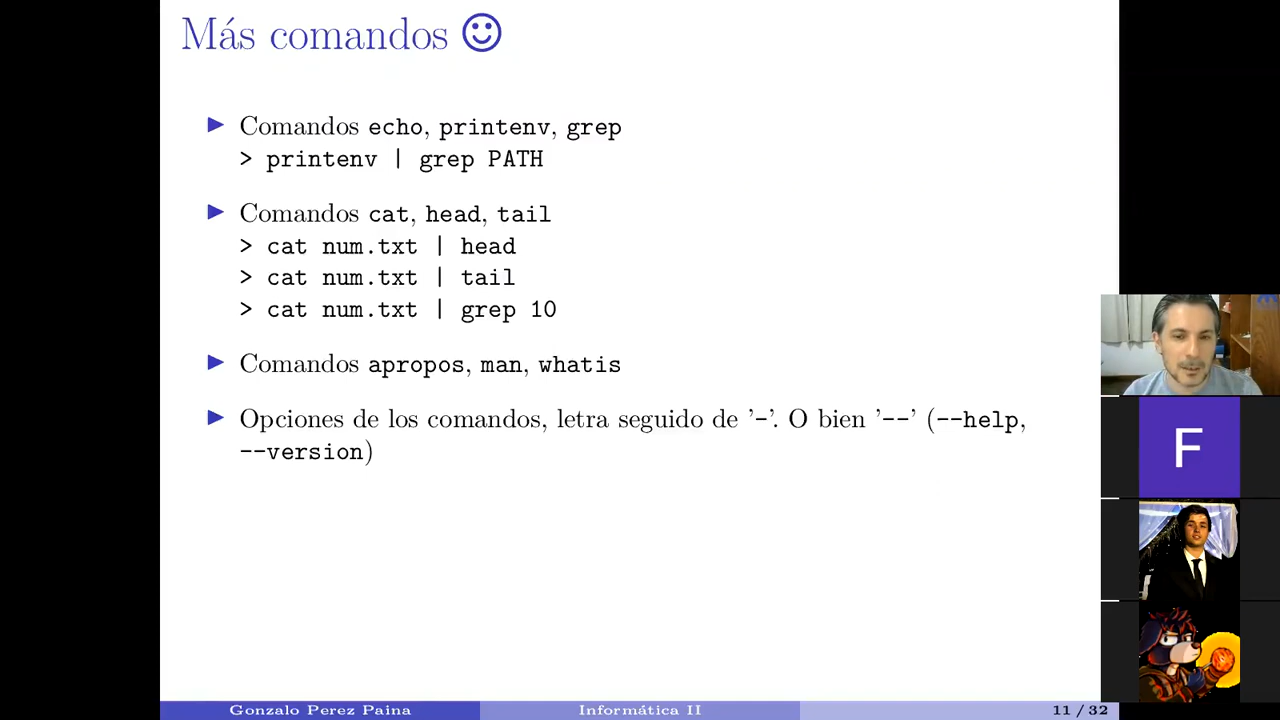 Más comandos ☺
▶ Comandos echo, printenv, grep
> printenv | grep PATH
▶ Comandos cat, head, tail
> cat num.txt | head
> cat num.txt | tail
> cat num.txt | grep 10
▶ Comandos apropos, man, whatis
▶ Opciones de los comandos, letra seguido de '-'. O bien '--' (--help,
--version)
F
Gonzalo Perez Paina Informática II 11 / 32